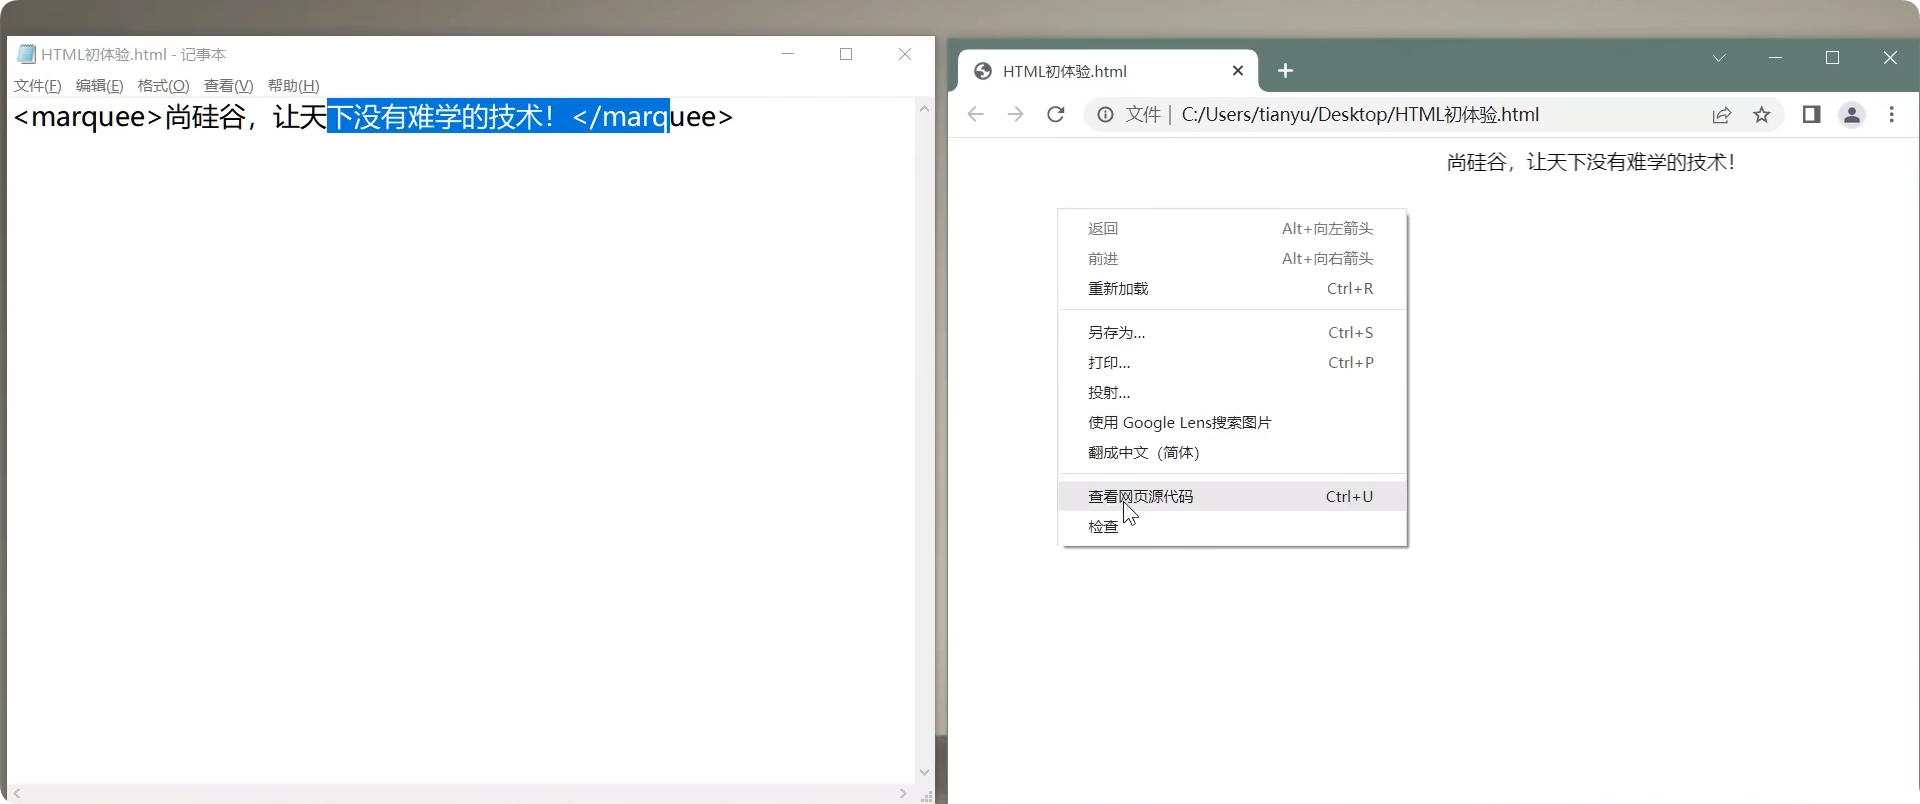 HTML初体验.html - 记事本
文件(F) 编辑(E) 格式(O) 查看(V) 帮助(H)
<marquee>尚硅谷，让天下没有难学的技术！</marquee>
HTML初体验.html
文件 | C:/Users/tianyu/Desktop/HTML初体验.html
尚硅谷，让天下没有难学的技术！
返回 Alt+向左箭头
前进 Alt+向右箭头
重新加载 Ctrl+R
另存为... Ctrl+S
打印... Ctrl+P
投射...
使用 Google Lens搜索图片
翻成中文（简体）
查看网页源代码 Ctrl+U
检查